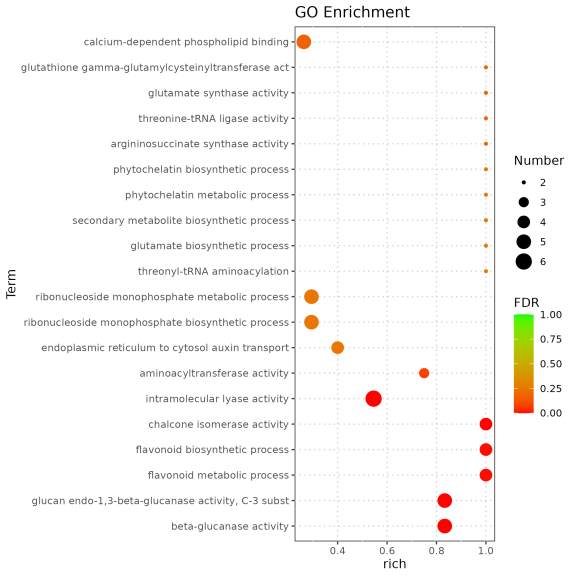 GO Enrichment
Term
calcium-dependent phospholipid binding
glutathione gamma-glutamylcysteinyltransferase act
glutamate synthase activity
threonine-tRNA ligase activity
argininosuccinate synthase activity
phytochelatin biosynthetic process
phytochelatin metabolic process
secondary metabolite biosynthetic process
glutamate biosynthetic process
threonyl-tRNA aminoacylation
ribonucleoside monophosphate metabolic process
ribonucleoside monophosphate biosynthetic process
endoplasmic reticulum to cytosol auxin transport
aminoacyltransferase activity
intramolecular lyase activity
chalcone isomerase activity
flavonoid biosynthetic process
flavonoid metabolic process
glucan endo-1,3-beta-glucanase activity, C-3 subst
beta-glucanase activity
0.4 0.6 0.8 1.0
rich
Number
2
3
4
5
6
FDR
1.00
0.75
0.50
0.25
0.00